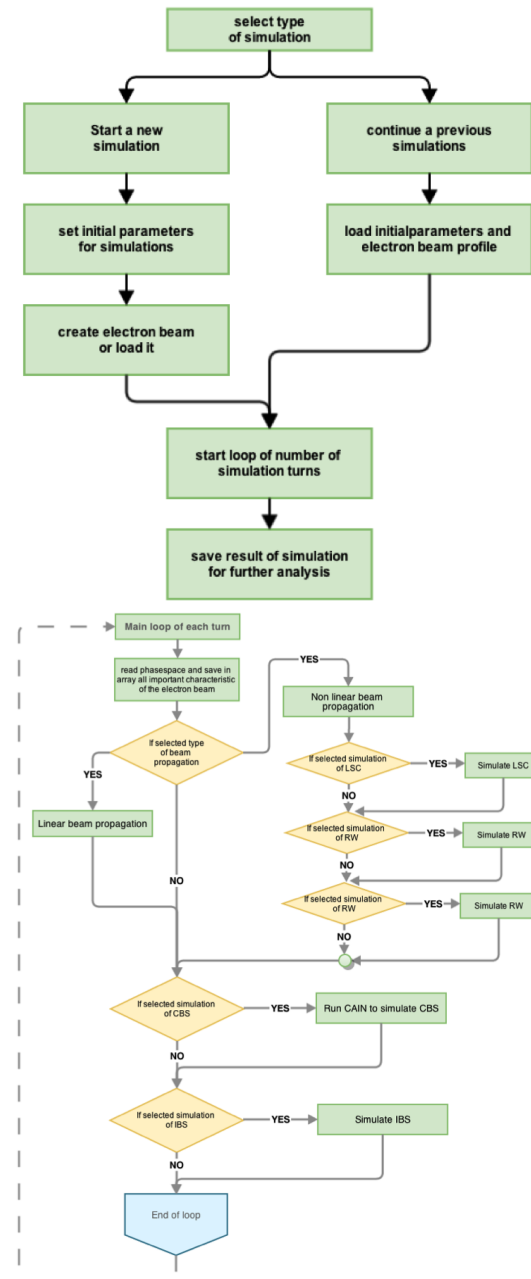 select type
of simulation
Start a new
simulation
continue a previous
simulations
set initial parameters
for simulations
load initialparameters and
electron beam profile
create electron beam
or load it
start loop of number of
simulation turns
save result of simulation
for further analysis
Main loop of each turn
read phasespace and save in
array all important characteristic
of the electron beam
YES
Non linear beam
propagation
If selected type
of beam
propagation
If selected simulation
of LSC
YES
Simulate LSC
YES
NO
Linear beam propagation
If selected simulation
of RW
YES
Simulate RW
NO
NO
If selected simulation
of RW
YES
Simulate RW
NO
If selected simulation
of CBS
YES
Run CAIN to simulate CBS
NO
If selected simulation
of IBS
YES
Simulate IBS
NO
End of loop